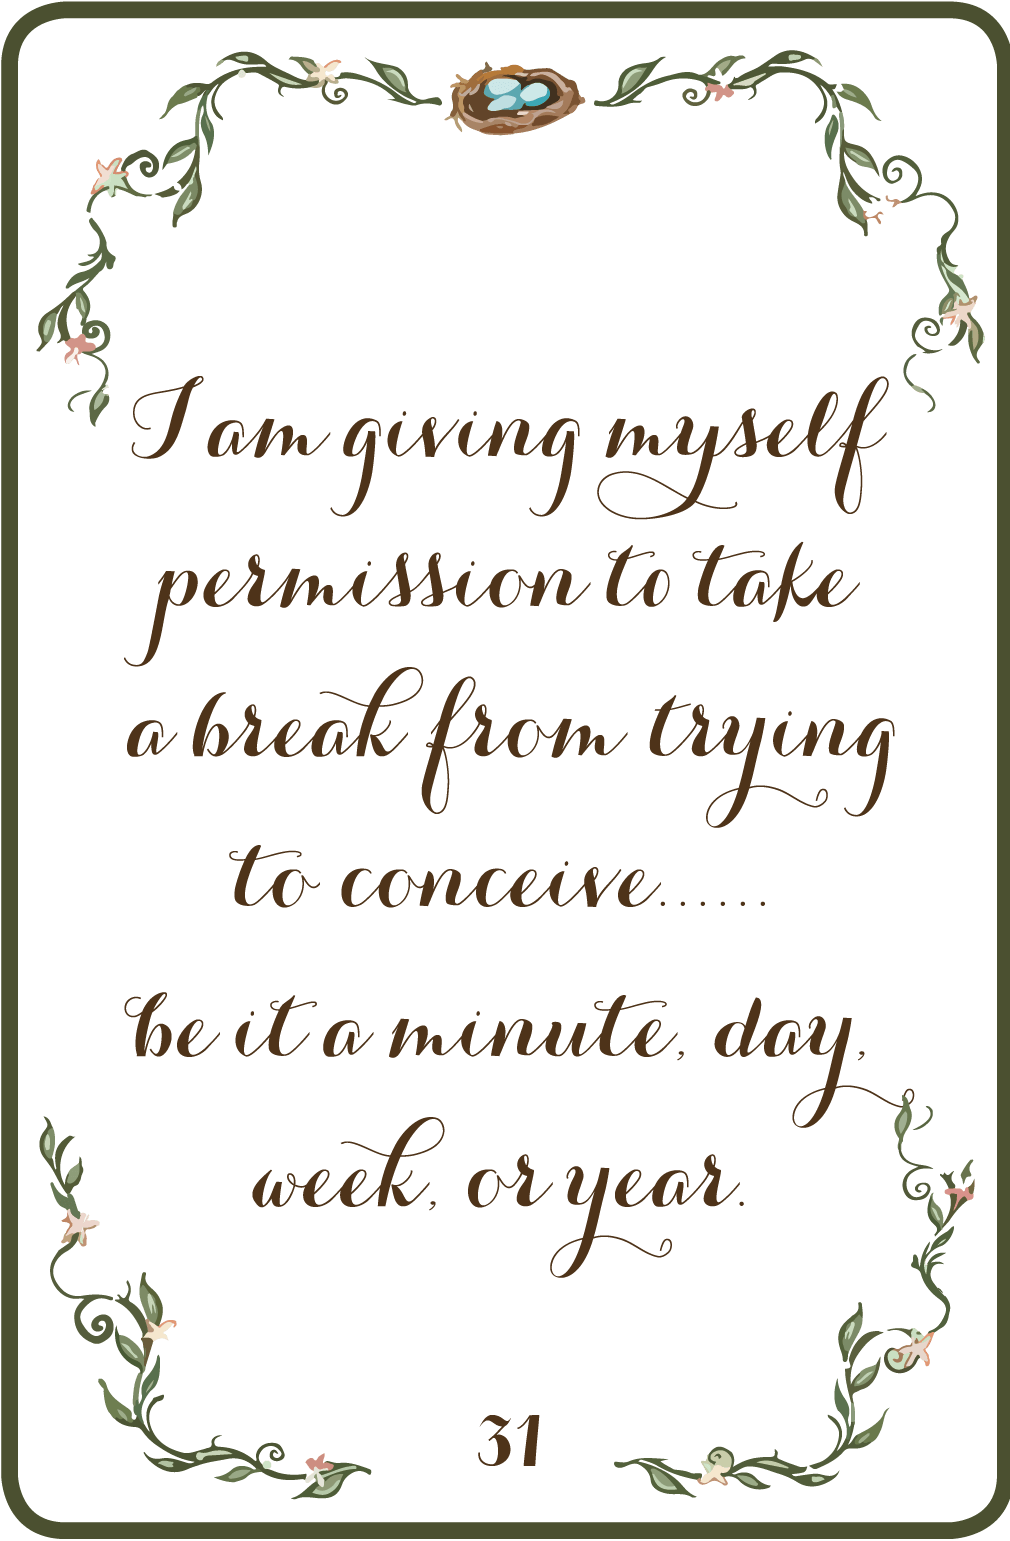 I am giving myself
permission to take
a break from trying
to conceive......
be it a minute, day,
week, or year.
31